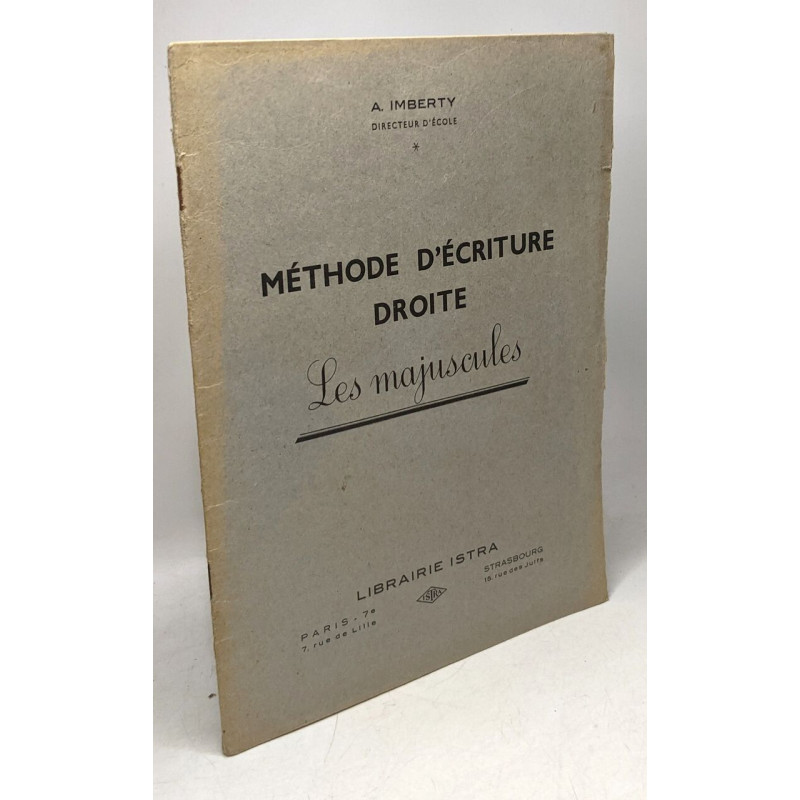 A. IMBERTY
DIRECTEUR D'ÉCOLE
*
MÉTHODE D'ÉCRITURE
DROITE
Les majuscules
LIBRAIRIE ISTRA
PARIS - 7e
7, rue de Lille
ISTRA
STRASBOURG
15, rue des Juifs